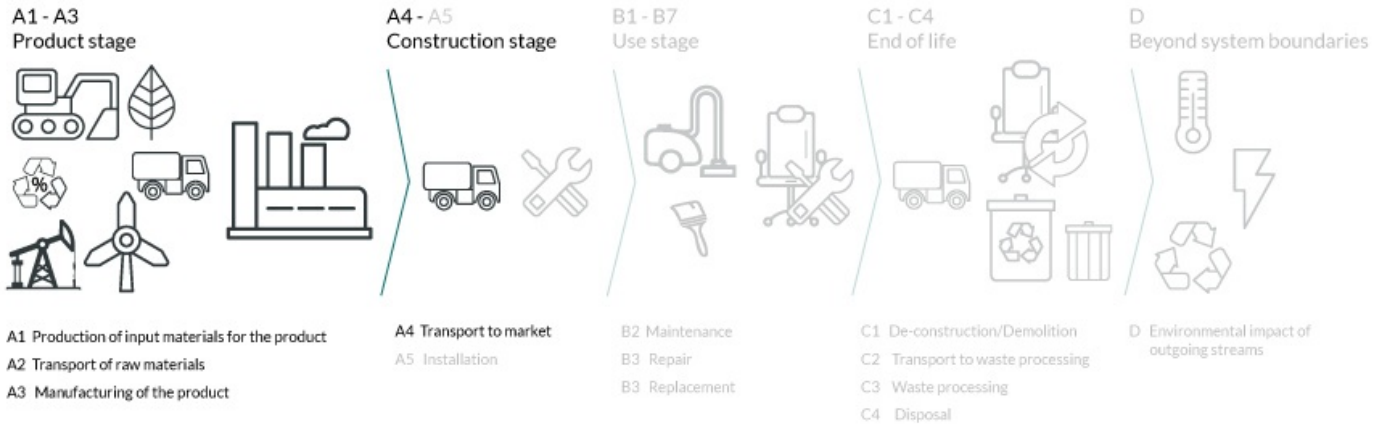 A1 - A3
Product stage
A4 - A5
Construction stage
B1 - B7
Use stage
C1 - C4
End of life
D
Beyond system boundaries
%
A1 Production of input materials for the product
A2 Transport of raw materials
A3 Manufacturing of the product
A4 Transport to market
A5 Installation
B2 Maintenance
B3 Repair
B3 Replacement
C1 De-construction/Demolition
C2 Transport to waste processing
C3 Waste processing
C4 Disposal
D Environmental impact of
outgoing streams